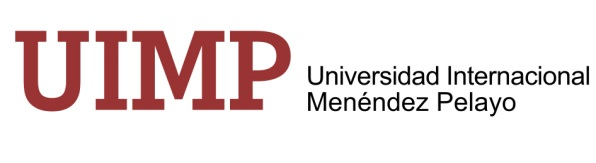 UIMP
Universidad Internacional
Menéndez Pelayo